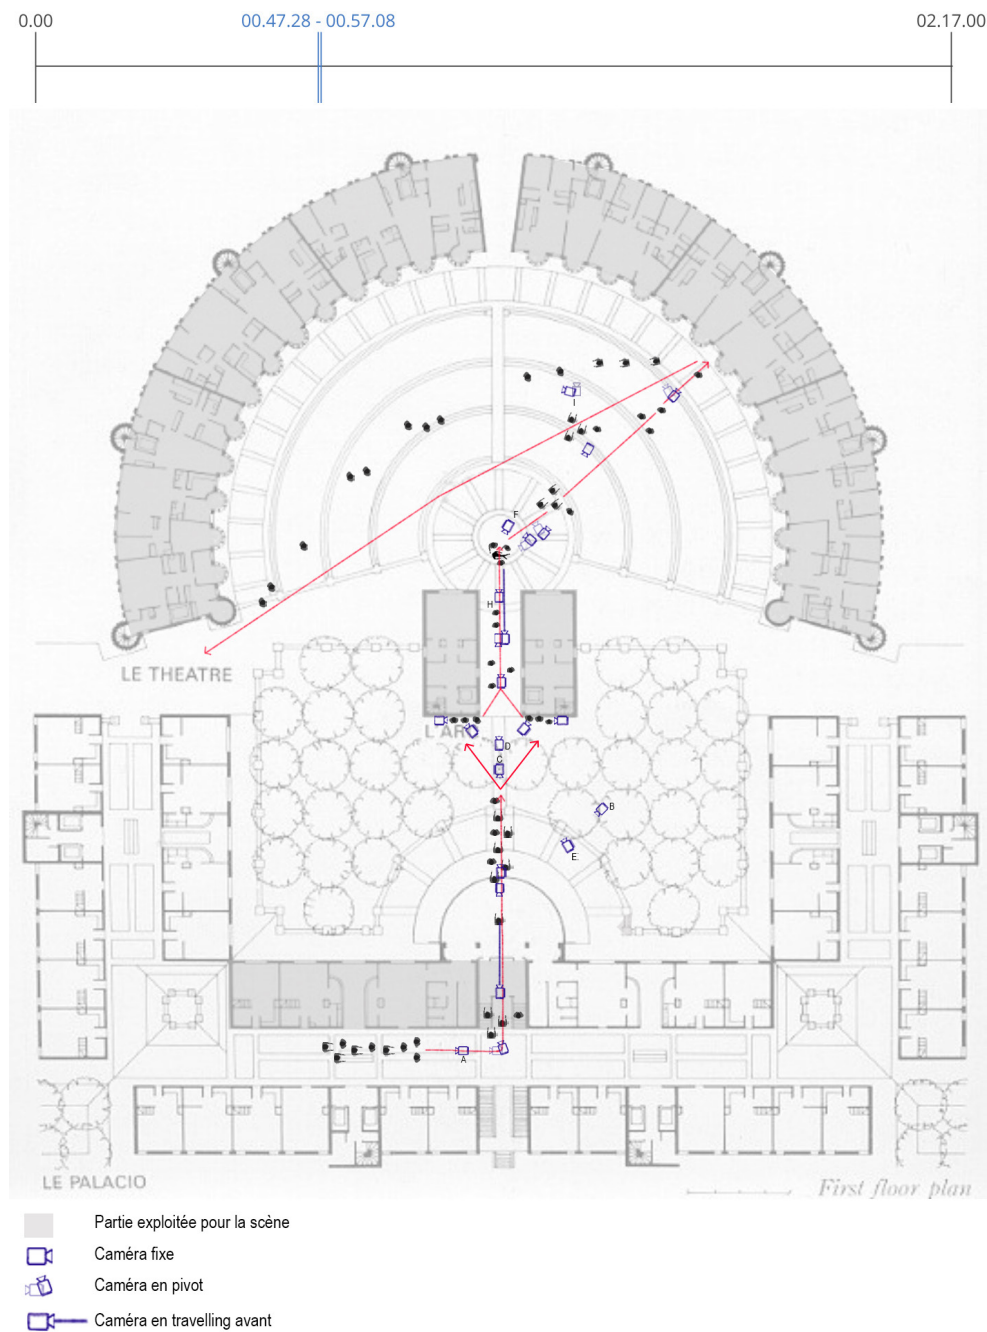 0.00
00.47.28 - 00.57.08
02.17.00
I
F
H
LE THEATRE
L'AR
D
C
B
E.
A
LE PALACIO
First floor plan
Partie exploitée pour la scène
Caméra fixe
Caméra en pivot
Caméra en travelling avant